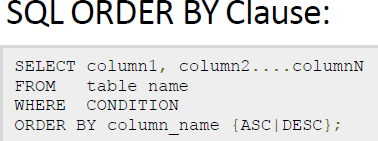 SQL ORDER BY Clause:
SELECT column1, column2....columnN
FROM   table name
WHERE  CONDITION
ORDER BY column_name {ASC|DESC};